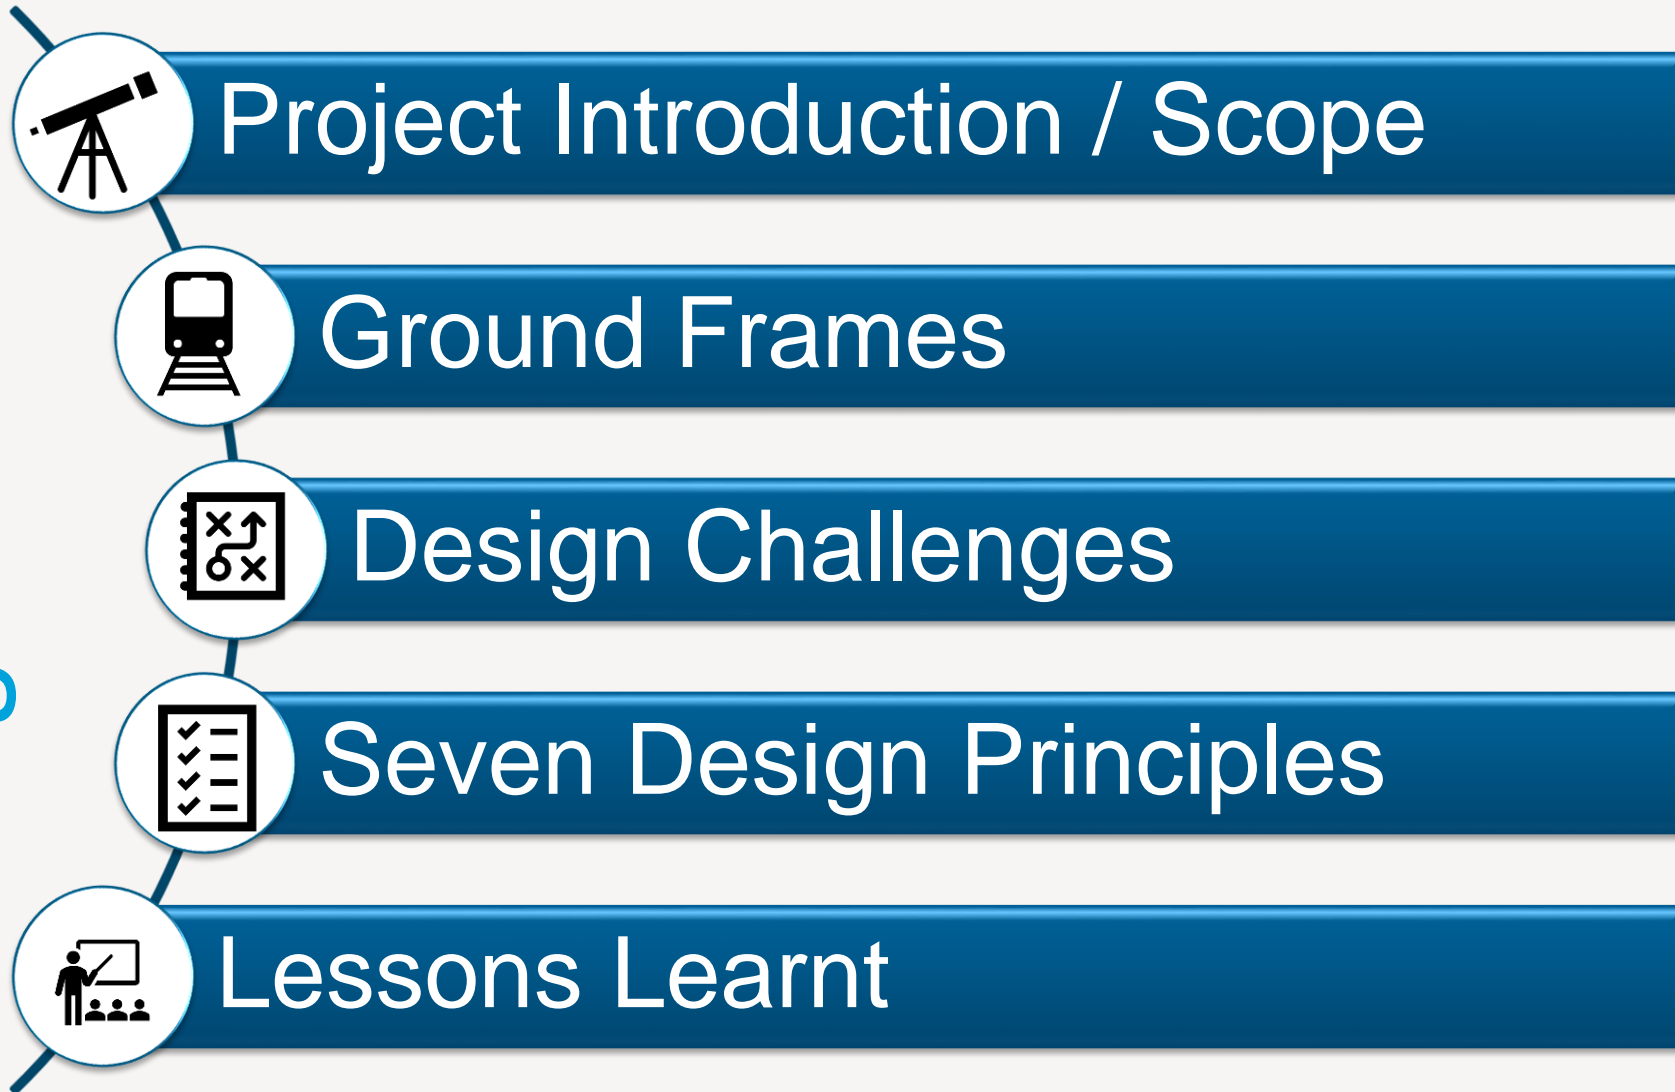 Project Introduction / Scope
Ground Frames
Design Challenges
Seven Design Principles
Lessons Learnt